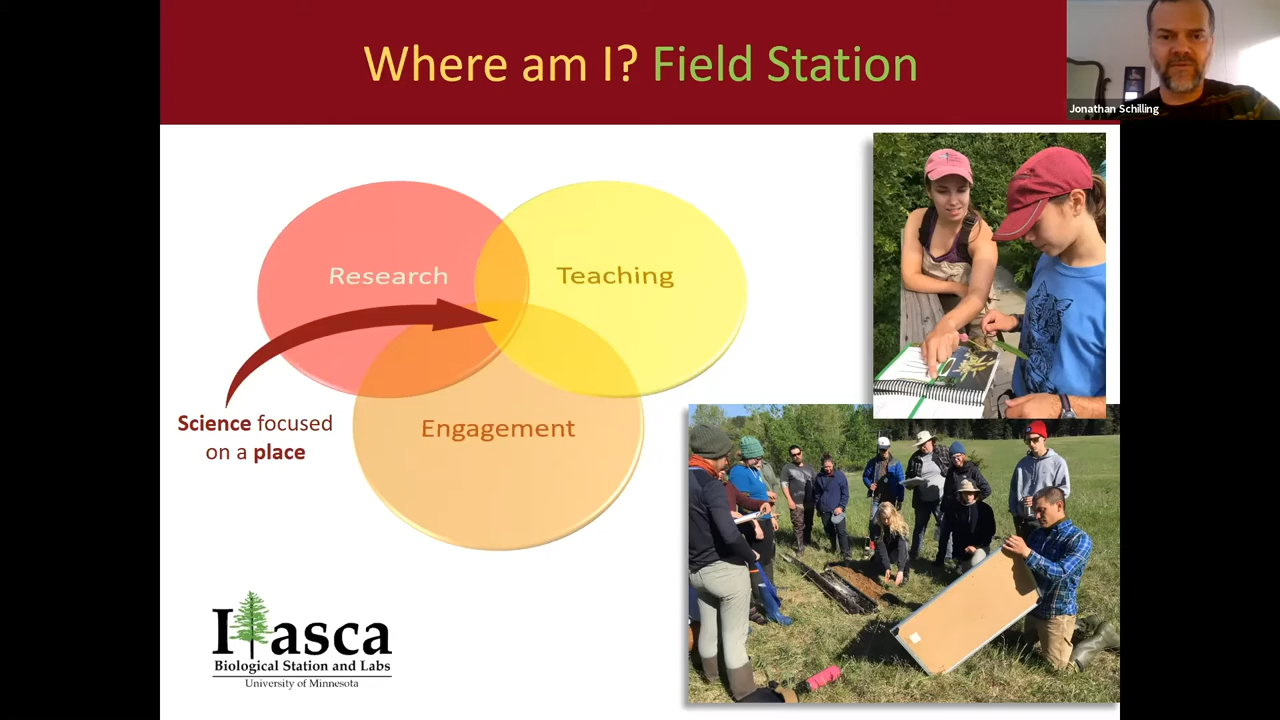 Where am I? Field Station
Jonathan Schilling
Research
Teaching
Engagement
Science focused
on a place
Itasca
Biological Station and Labs
University of Minnesota